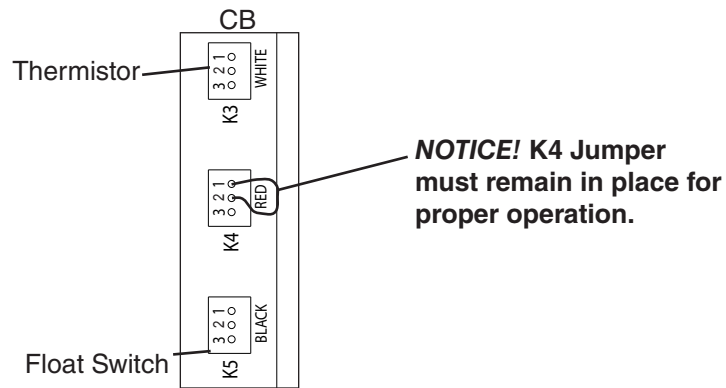 CB
Thermistor
1 2 3
WHITE
K3
NOTICE! K4 Jumper
must remain in place for
proper operation.
1 2 3
RED
K4
1 2 3
BLACK
K5
Float Switch